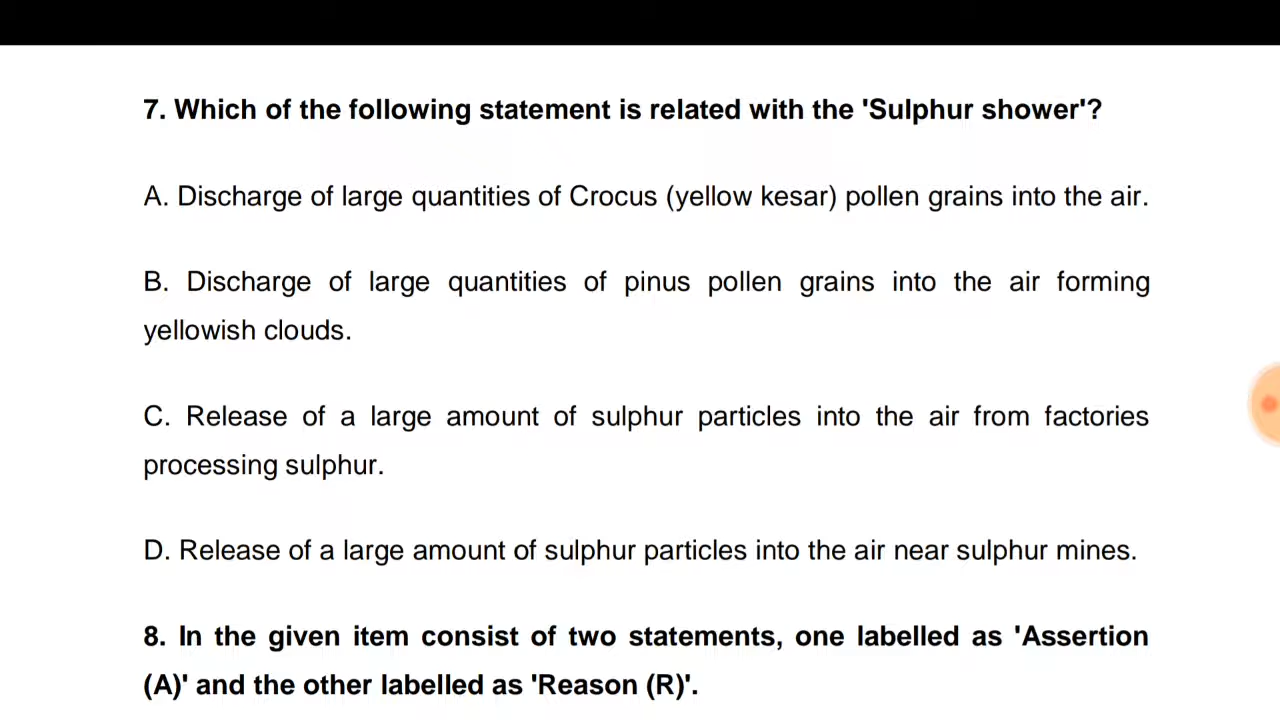 7. Which of the following statement is related with the 'Sulphur shower'?
A. Discharge of large quantities of Crocus (yellow kesar) pollen grains into the air.
B. Discharge of large quantities of pinus pollen grains into the air forming
yellowish clouds.
C. Release of a large amount of sulphur particles into the air from factories
processing sulphur.
D. Release of a large amount of sulphur particles into the air near sulphur mines.
8. In the given item consist of two statements, one labelled as 'Assertion
(A)' and the other labelled as 'Reason (R)'.